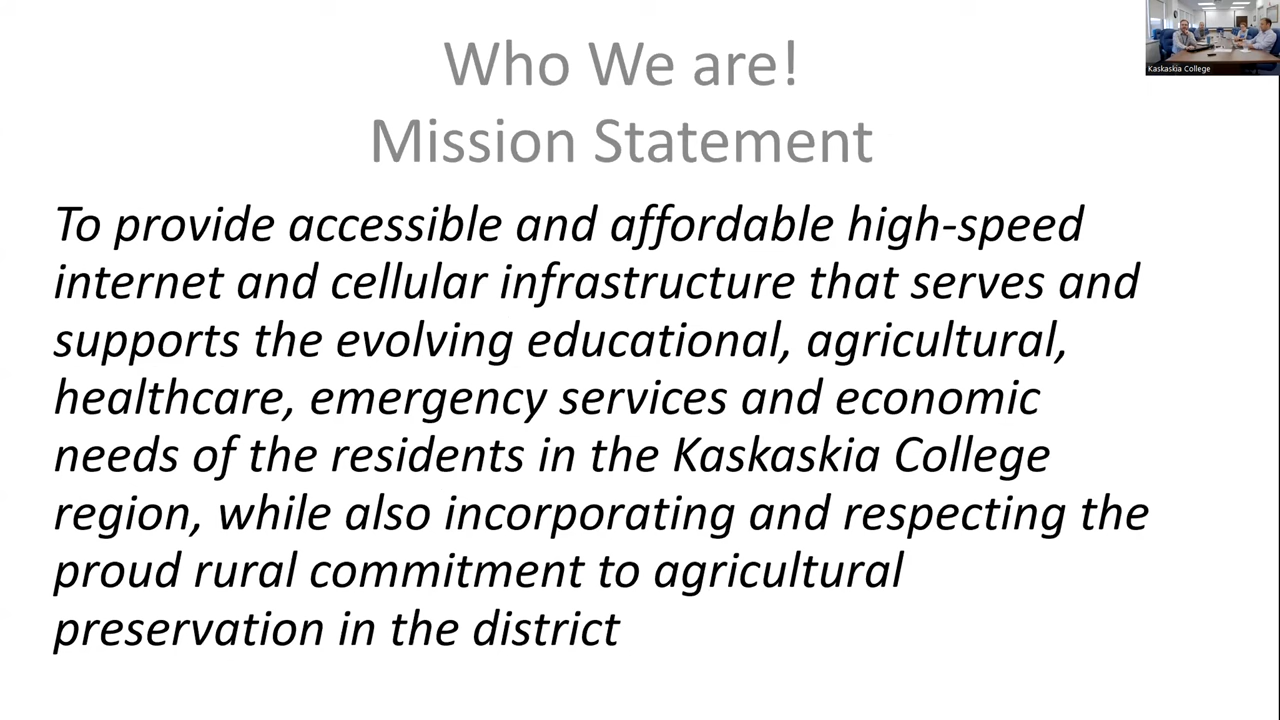 Who We are!
Mission Statement
To provide accessible and affordable high-speed
internet and cellular infrastructure that serves and
supports the evolving educational, agricultural,
healthcare, emergency services and economic
needs of the residents in the Kaskaskia College
region, while also incorporating and respecting the
proud rural commitment to agricultural
preservation in the district
Kaskaskia College